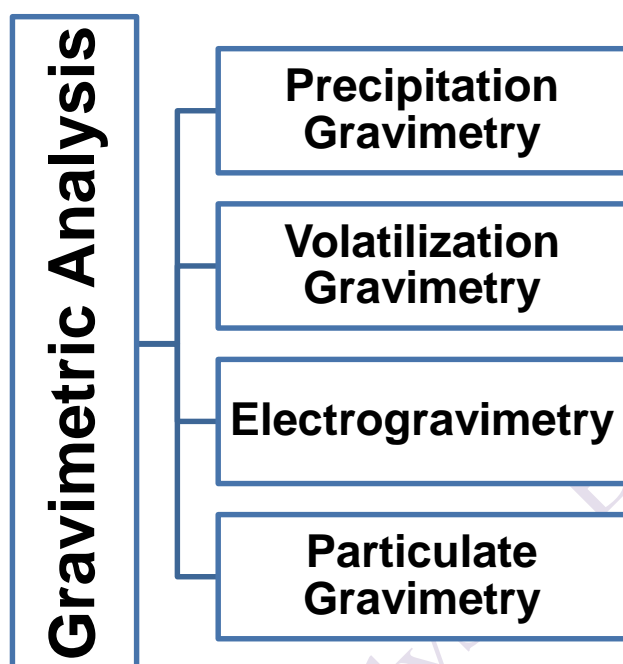 Gravimetric Analysis
Precipitation
Gravimetry
Volatilization
Gravimetry
Electrogravimetry
Particulate
Gravimetry